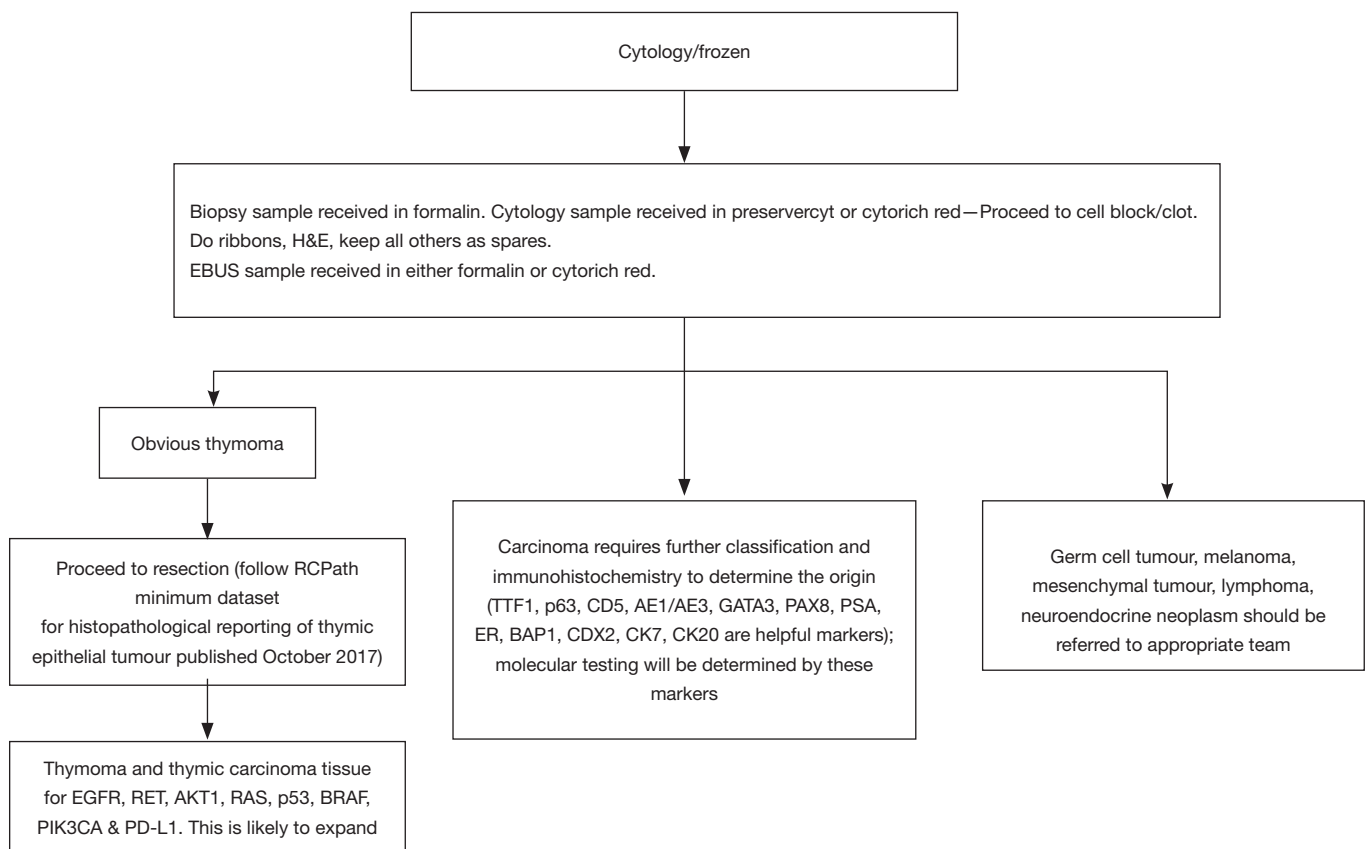 Cytology/frozen
Biopsy sample received in formalin. Cytology sample received in preservercyt or cytorich red—Proceed to cell block/clot.
Do ribbons, H&E, keep all others as spares.
EBUS sample received in either formalin or cytorich red.
Obvious thymoma
Proceed to resection (follow RCPath
minimum dataset
for histopathological reporting of thymic
epithelial tumour published October 2017)
Thymoma and thymic carcinoma tissue
for EGFR, RET, AKT1, RAS, p53, BRAF,
PIK3CA & PD-L1. This is likely to expand
Carcinoma requires further classification and
immunohistochemistry to determine the origin
(TTF1, p63, CD5, AE1/AE3, GATA3, PAX8, PSA,
ER, BAP1, CDX2, CK7, CK20 are helpful markers);
molecular testing will be determined by these
markers
Germ cell tumour, melanoma,
mesenchymal tumour, lymphoma,
neuroendocrine neoplasm should be
referred to appropriate team